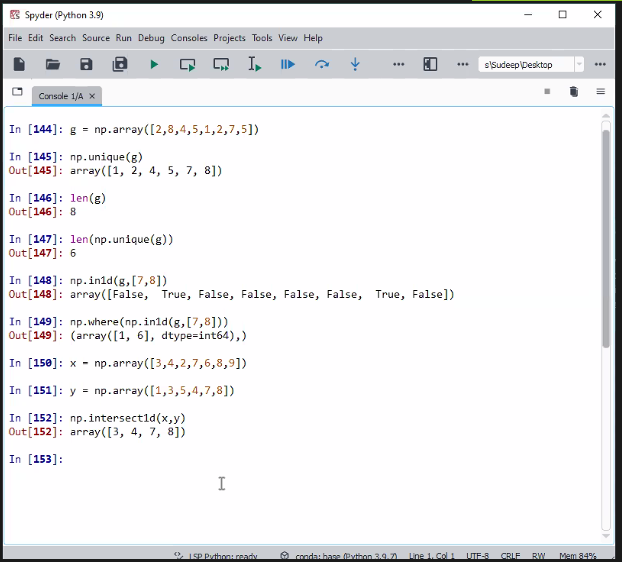 Spyder (Python 3.9)
File Edit Search Source Run Debug Consoles Projects Tools View Help
s\Sudeep\Desktop
Console 1/A
In [144]: g = np.array([2,8,4,5,1,2,7,5])
In [145]: np.unique(g)
Out[145]: array([1, 2, 4, 5, 7, 8])
In [146]: len(g)
Out[146]: 8
In [147]: len(np.unique(g))
Out[147]: 6
In [148]: np.in1d(g,[7,8])
Out[148]: array([False,  True, False, False, False, False,  True, False])
In [149]: np.where(np.in1d(g,[7,8]))
Out[149]: (array([1, 6], dtype=int64),)
In [150]: x = np.array([3,4,2,7,6,8,9])
In [151]: y = np.array([1,3,5,4,7,8])
In [152]: np.intersect1d(x,y)
Out[152]: array([3, 4, 7, 8])
In [153]:
LSP Python: ready conda: base (Python 3.9.7) Line 1, Col 1 UTF-8 CRLF RW Mem 84%